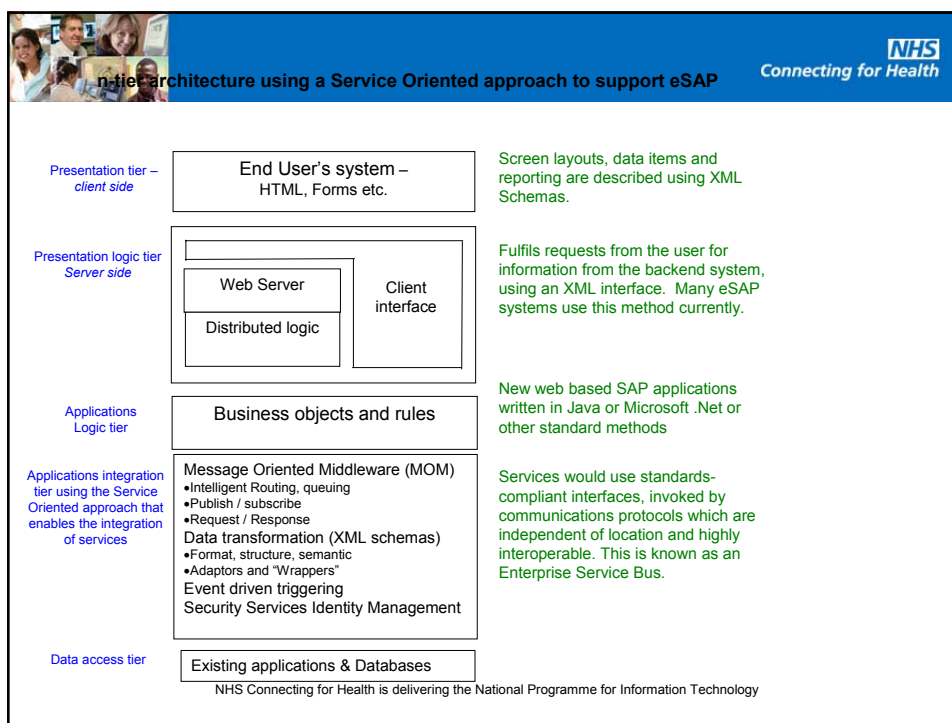 NHS
Connecting for Health
n-tier architecture using a Service Oriented approach to support eSAP
Presentation tier –
client side
End User's system –
HTML, Forms etc.
Screen layouts, data items and
reporting are described using XML
Schemas.
Presentation logic tier
Server side
Web Server
Distributed logic
Client
interface
Fulfils requests from the user for
information from the backend system,
using an XML interface. Many eSAP
systems use this method currently.
Applications
Logic tier
Business objects and rules
New web based SAP applications
written in Java or Microsoft .Net or
other standard methods
Applications integration
tier using the Service
Oriented approach that
enables the integration
of services
Message Oriented Middleware (MOM)
•Intelligent Routing, queuing
•Publish / subscribe
•Request / Response
Data transformation (XML schemas)
•Format, structure, semantic
•Adaptors and “Wrappers”
Event driven triggering
Security Services Identity Management
Services would use standards-
compliant interfaces, invoked by
communications protocols which are
independent of location and highly
interoperable. This is known as an
Enterprise Service Bus.
Data access tier
Existing applications & Databases
NHS Connecting for Health is delivering the National Programme for Information Technology